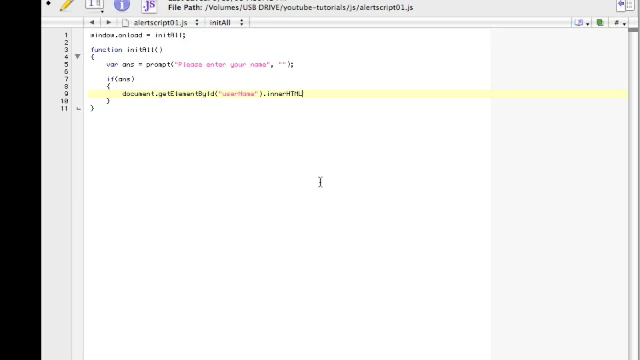 File Path: /Volumes/USB DRIVE/youtube-tutorials/js/alertscript01.js
alertscript01.js initAll
1 window.onload = initAll;
2
3 function initAll()
4 {
5 var ans = prompt("Please enter your name", "");
6
7 if(ans)
8 {
9 document.getElementById("userName").innerHTML
10 }
11 }